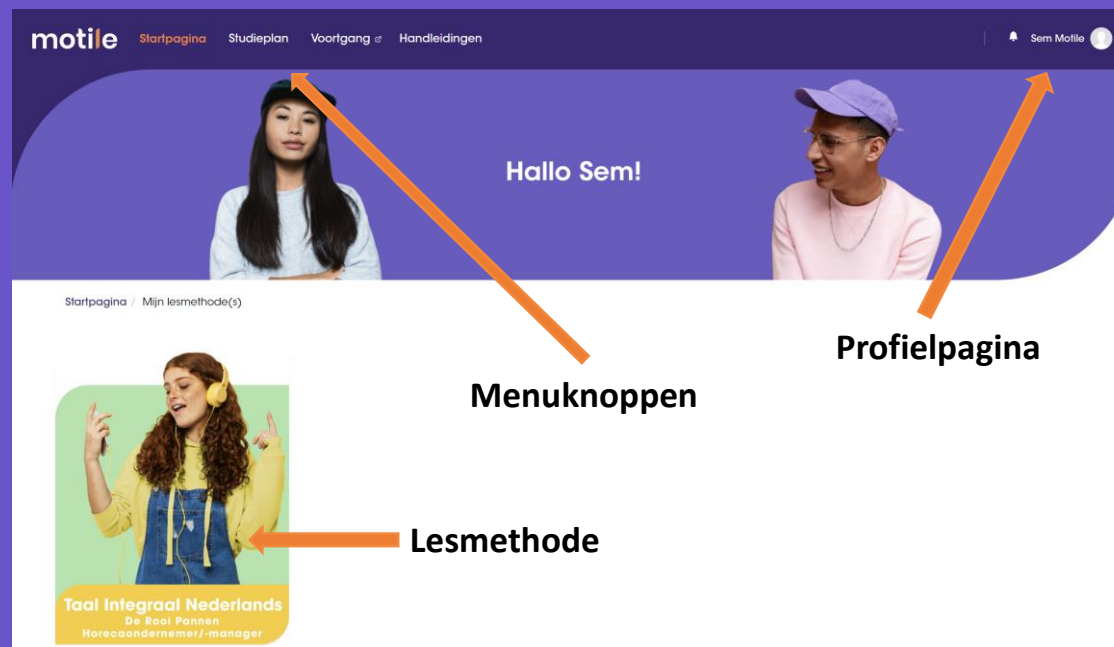 motile Startpagina Studieplan Voortgang Handleidingen Sem Motile
Hallo Sem!
Startpagina / Mijn lesmethode(s)
Profielpagina
Menuknoppen
Lesmethode
Taal Integraal Nederlands
De Rooi Pannen
Horecaondernemer/-manager